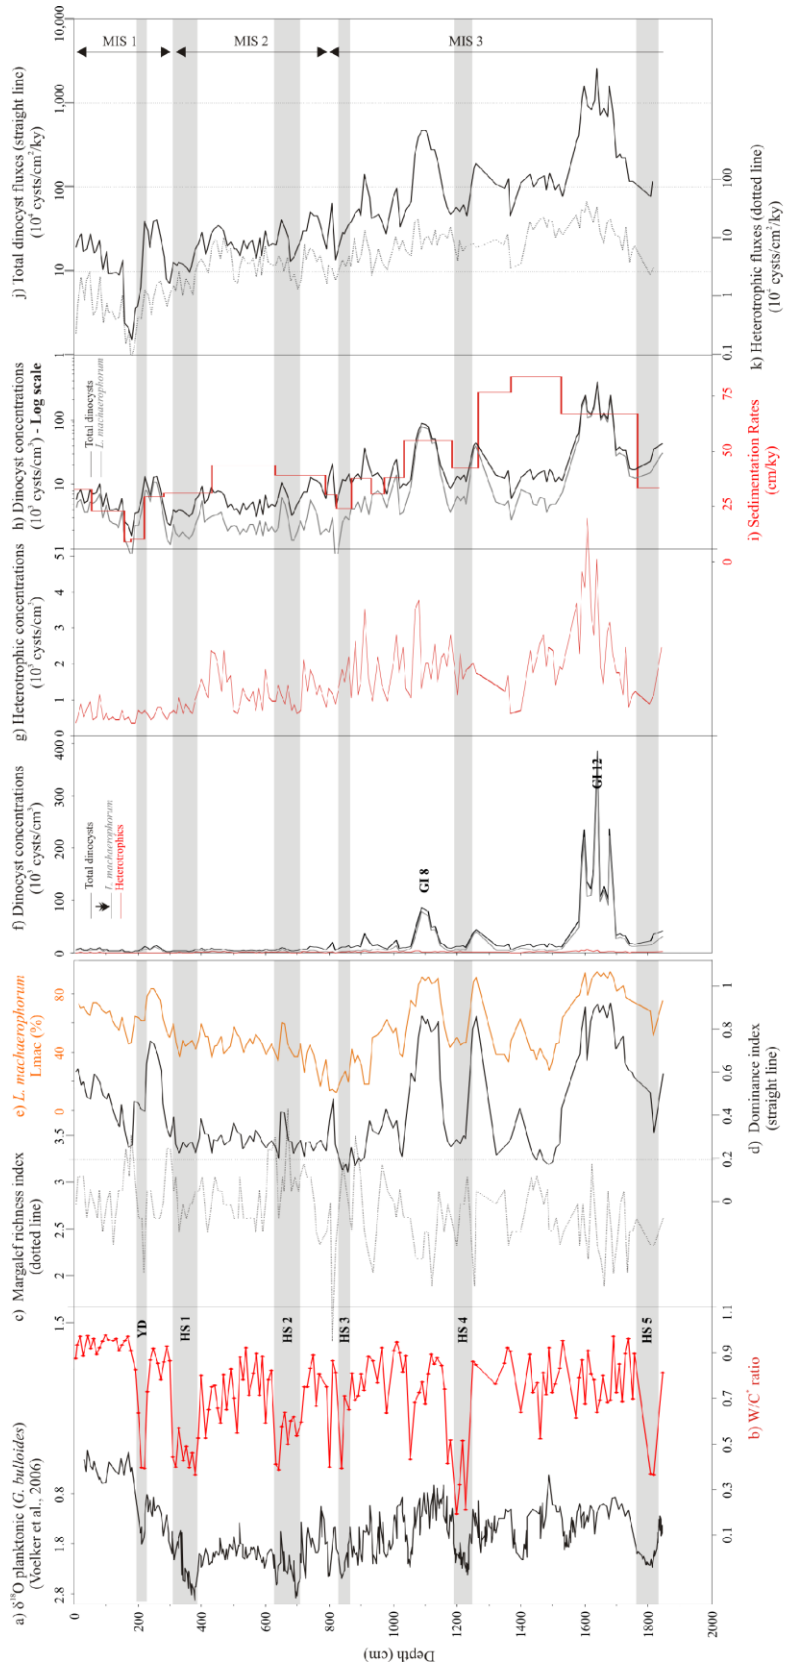 a) δ¹⁸O planktonic (G. bulloides)
(Voelker et al., 2006)
2.8
1.8
0.8
b) W/C' ratio
0.1
0.3
0.5
0.7
0.9
1.1
c) Margalef richness index
(dotted line)
1.5
2
2.5
3
3.5
d) Dominance index
(straight line)
0
0.2
0.4
0.6
0.8
1
e) L. machaerophorum
Lmac (%)
0
40
80
f) Dinocyst concentrations
(10³ cysts/cm³)
0
100
200
300
400
Total dinocysts
L. machaerophorum
Heterotrophics
g) Heterotrophic concentrations
(10³ cysts/cm³)
0
1
2
3
4
5
h) Dinocyst concentrations
(10³ cysts/cm³) - Log scale
1
10
100
Total dinocysts
L. machaerophorum
i) Sedimentation Rates
(cm/ky)
0
25
50
75
j) Total dinocyst fluxes (straight line)
(10⁴ cysts/cm²/ky)
1
10
100
1,000
10,000
k) Heterotrophic fluxes (dotted line)
(10⁴ cysts/cm²/ky)
0.1
1
10
100
MIS 1
MIS 2
MIS 3
YD
HS 1
HS 2
HS 3
HS 4
HS 5
GI 8
GI 12
Depth (cm)
0
200
400
600
800
1000
1200
1400
1600
1800
2000